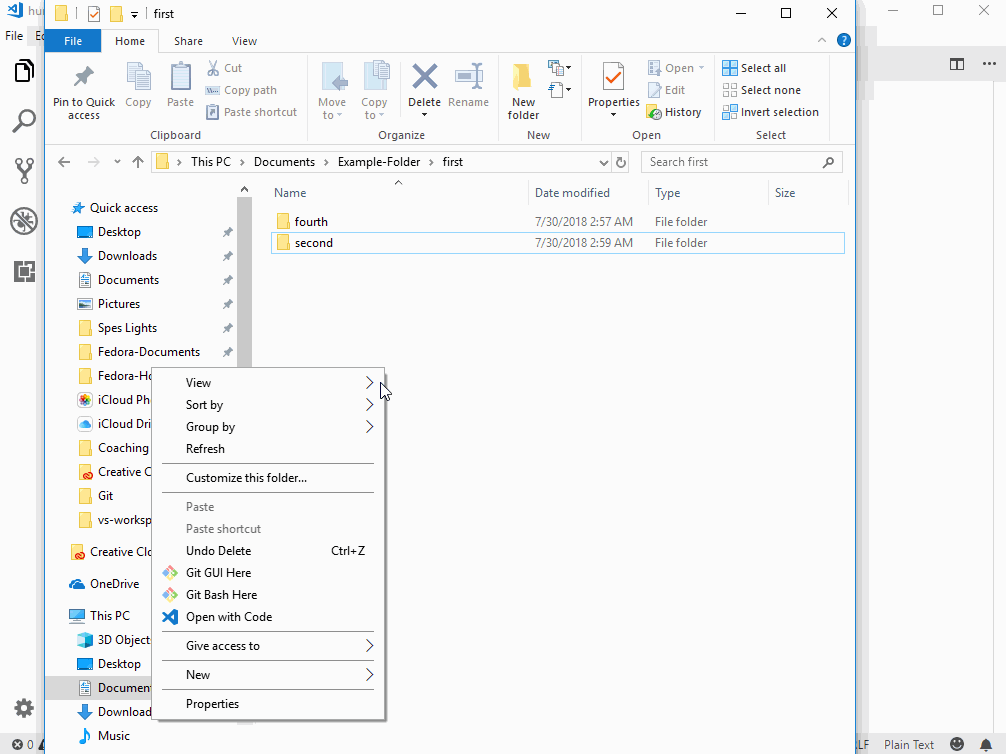 first
File
File Home Share View
Pin to Quick access
Copy
Paste
Cut
Copy path
Paste shortcut
Clipboard
Move to
Copy to
Delete
Rename
Organize
New folder
New
Properties
Open
Edit
History
Open
Select all
Select none
Invert selection
Select
This PC > Documents > Example-Folder > first
Search first
Name Date modified Type Size
fourth 7/30/2018 2:57 AM File folder
second 7/30/2018 2:59 AM File folder
Quick access
Desktop
Downloads
Documents
Pictures
Spes Lights
Fedora-Documents
Fedora-Ho
iCloud Ph
iCloud Dri
Coaching
Creative C
Git
vs-worksp
Creative Clo
OneDrive
This PC
3D Object
Desktop
Documen
Download
Music
View
Sort by
Group by
Refresh
Customize this folder...
Paste
Paste shortcut
Undo Delete Ctrl+Z
Git GUI Here
Git Bash Here
Open with Code
Give access to
New
Properties
0
LF Plain Text